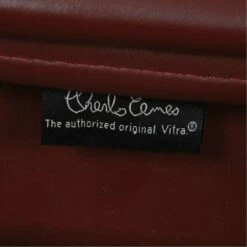 Charles Eames
The authorized original. Vitra.®